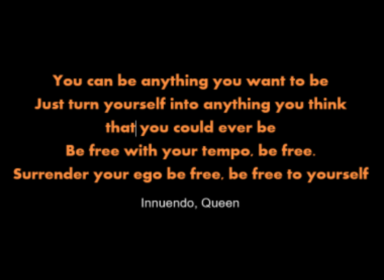 You can be anything you want to be
Just turn yourself into anything you think
that you could ever be
Be free with your tempo, be free.
Surrender your ego be free, be free to yourself
Innuendo, Queen